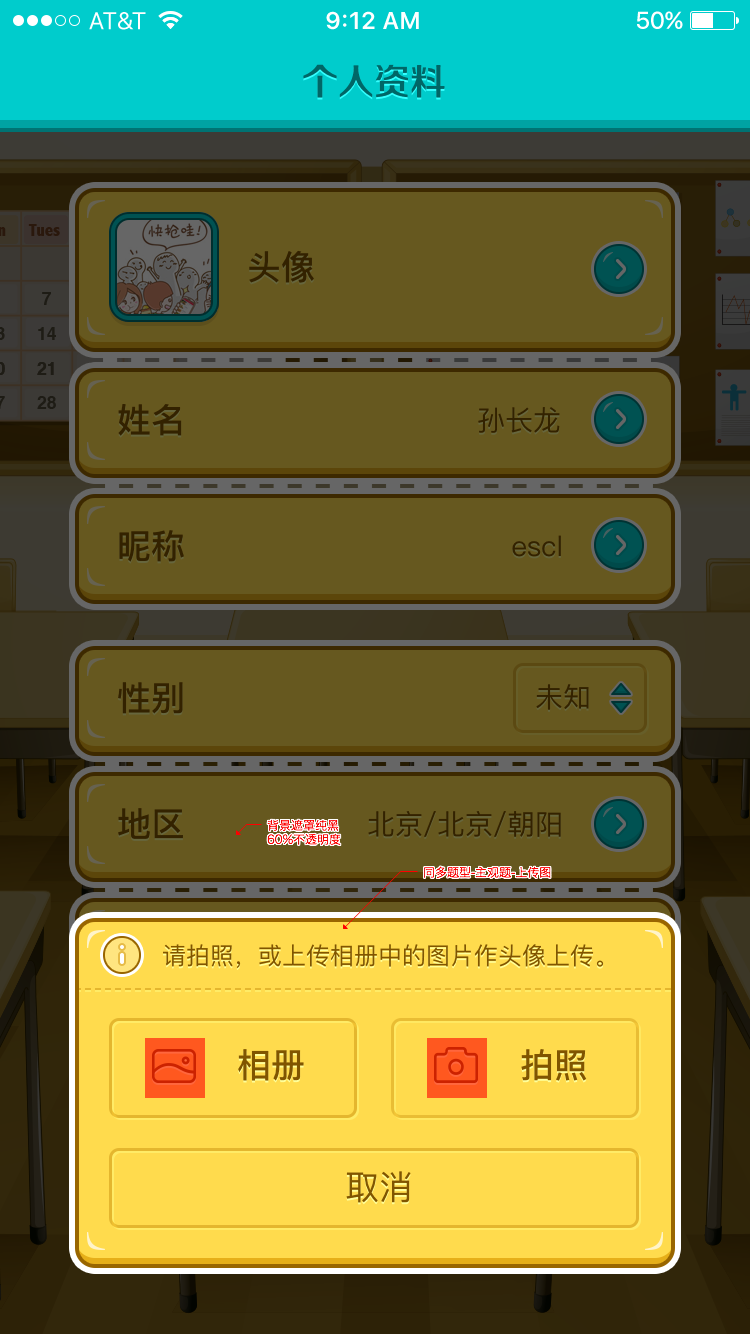 AT&T 9:12 AM 50%
个人资料
Tues
7
14
21
28
快抢哇!
头像
姓名 孙长龙
昵称 escl
性别 未知
地区 北京/北京/朝阳
背景遮罩纯黑
60%不透明度
同多题型-主观题-上传图
请拍照，或上传相册中的图片作头像上传。
相册 拍照
取消